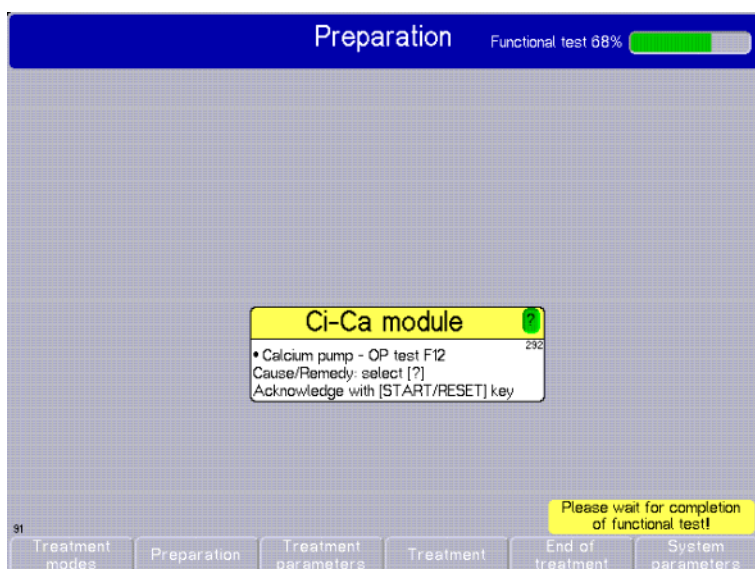 Preparation
Functional test 68%
Ci-Ca module
?
292
• Calcium pump - OP test F12
Cause/Remedy: select [?]
Acknowledge with [START/RESET] key
Please wait for completion
of functional test!
91
Treatment
modes
Preparation
Treatment
parameters
Treatment
End of
treatment
System
parameters